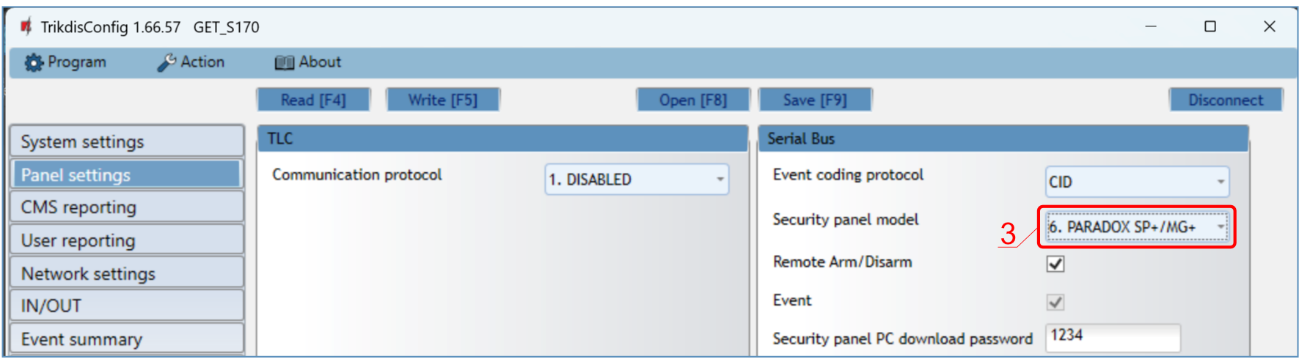 TrikdisConfig 1.66.57 GET_S170
Program Action About
Read [F4] Write [F5] Open [F8] Save [F9] Disconnect
System settings
Panel settings
CMS reporting
User reporting
Network settings
IN/OUT
Event summary
TLC
Communication protocol 1. DISABLED
Serial Bus
Event coding protocol CID
Security panel model 3 6. PARADOX SP+/MG+
Remote Arm/Disarm
Event
Security panel PC download password 1234